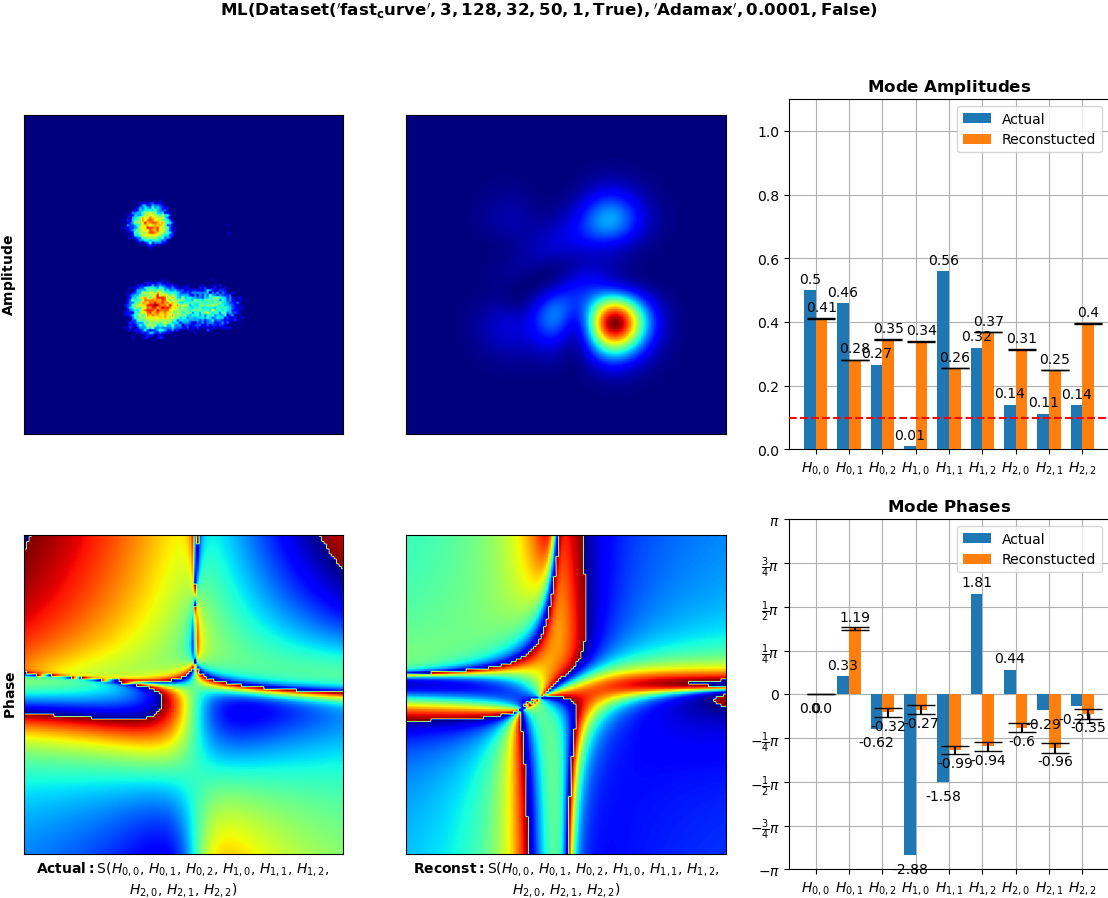 ML(Dataset('fast_curve', 3, 128, 32, 50, 1, True), 'Adamax', 0.0001, False)
Amplitude
Mode Amplitudes
Actual
Reconstucted
1.0
0.8
0.6
0.4
0.2
0.0
0.5
0.41
0.46
0.28
0.27
0.35
0.01
0.34
0.56
0.26
0.32
0.37
0.14
0.31
0.11
0.25
0.14
0.4
H0,0 H0,1 H0,2 H1,0 H1,1 H1,2 H2,0 H2,1 H2,2
Phase
Actual: S(H0,0, H0,1, H0,2, H1,0, H1,1, H1,2,
H2,0, H2,1, H2,2)
Reconst: S(H0,0, H0,1, H0,2, H1,0, H1,1, H1,2,
H2,0, H2,1, H2,2)
Mode Phases
Actual
Reconstucted
π
3/4π
1/2π
1/4π
0
−1/4π
−1/2π
−3/4π
−π
0.0
0.0
0.33
1.19
-0.62
-0.32
-2.88
-0.27
-1.58
-0.99
1.81
-0.94
0.44
-0.6
-0.29
-0.96
-0.21
-0.35
H0,0 H0,1 H0,2 H1,0 H1,1 H1,2 H2,0 H2,1 H2,2